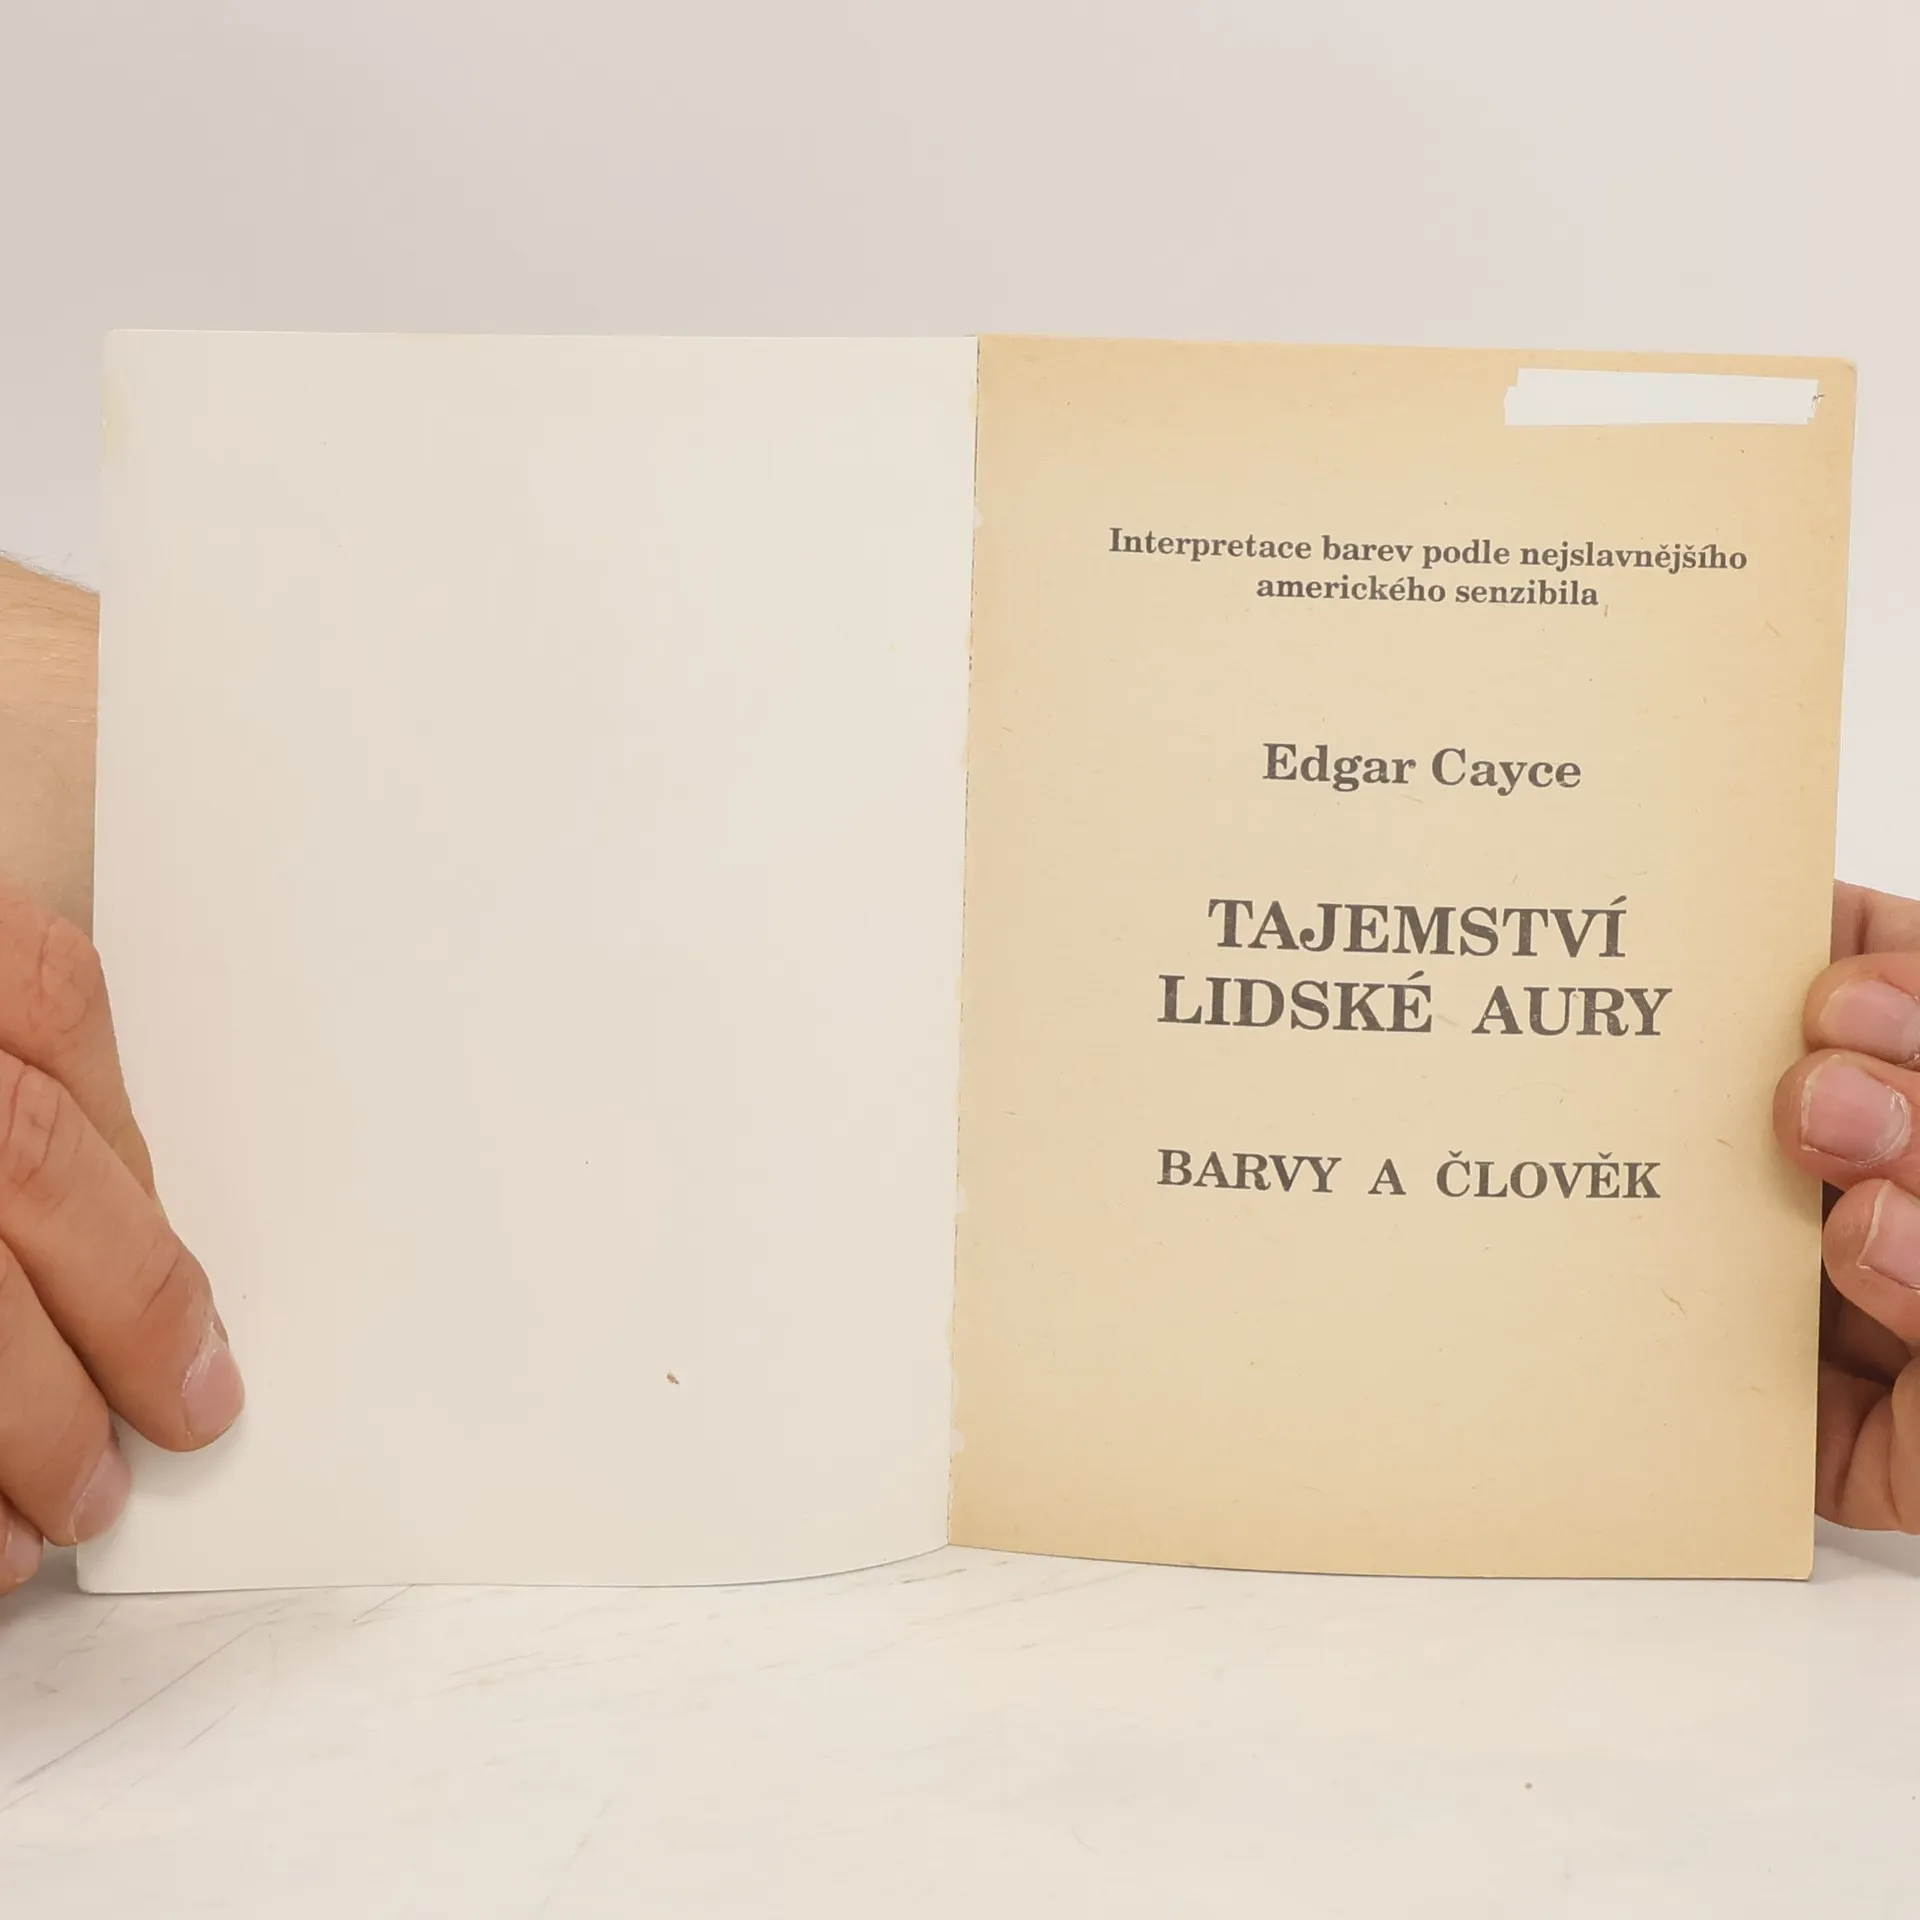 Interpretace barev podle nejslavnějšího
amerického senzibila
Edgar Cayce
TAJEMSTVÍ
LIDSKÉ AURY
BARVY A ČLOVĚK